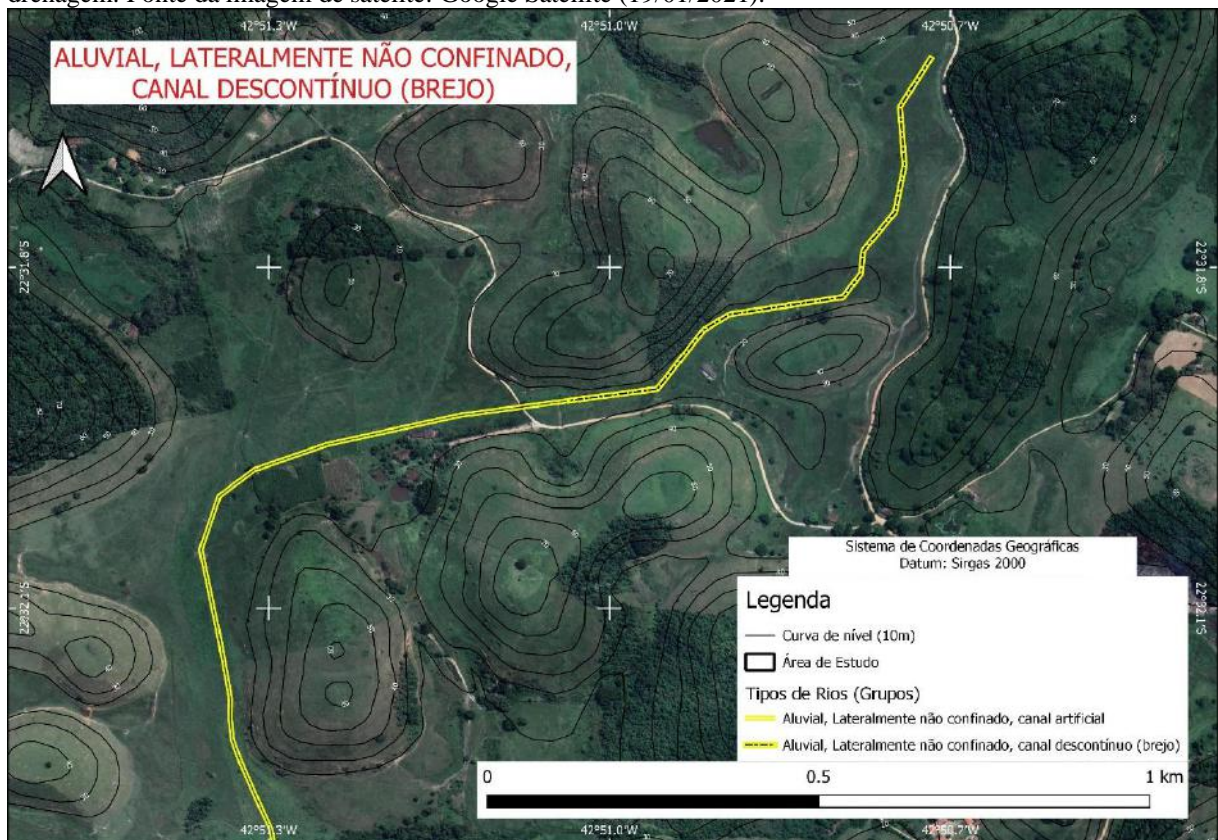 drenagem. Fonte da imagem de satélite: Google Satélite (19/01/2021).
42°51.3'W 42°51.0'W 42°50.7'W
ALUVIAL, LATERALMENTE NÃO CONFINADO,
CANAL DESCONTÍNUO (BREJO)
22°31.8'S 22°31.8'S
22°32.1'S 22°32.1'S
Sistema de Coordenadas Geográficas
Datum: Sirgas 2000
Legenda
Curva de nível (10m)
Área de Estudo
Tipos de Rios (Grupos)
Aluvial, Lateralmente não confinado, canal artificial
Aluvial, Lateralmente não confinado, canal descontínuo (brejo)
0 0.5 1 km
42°51.3'W 42°51.0'W 42°50.7'W